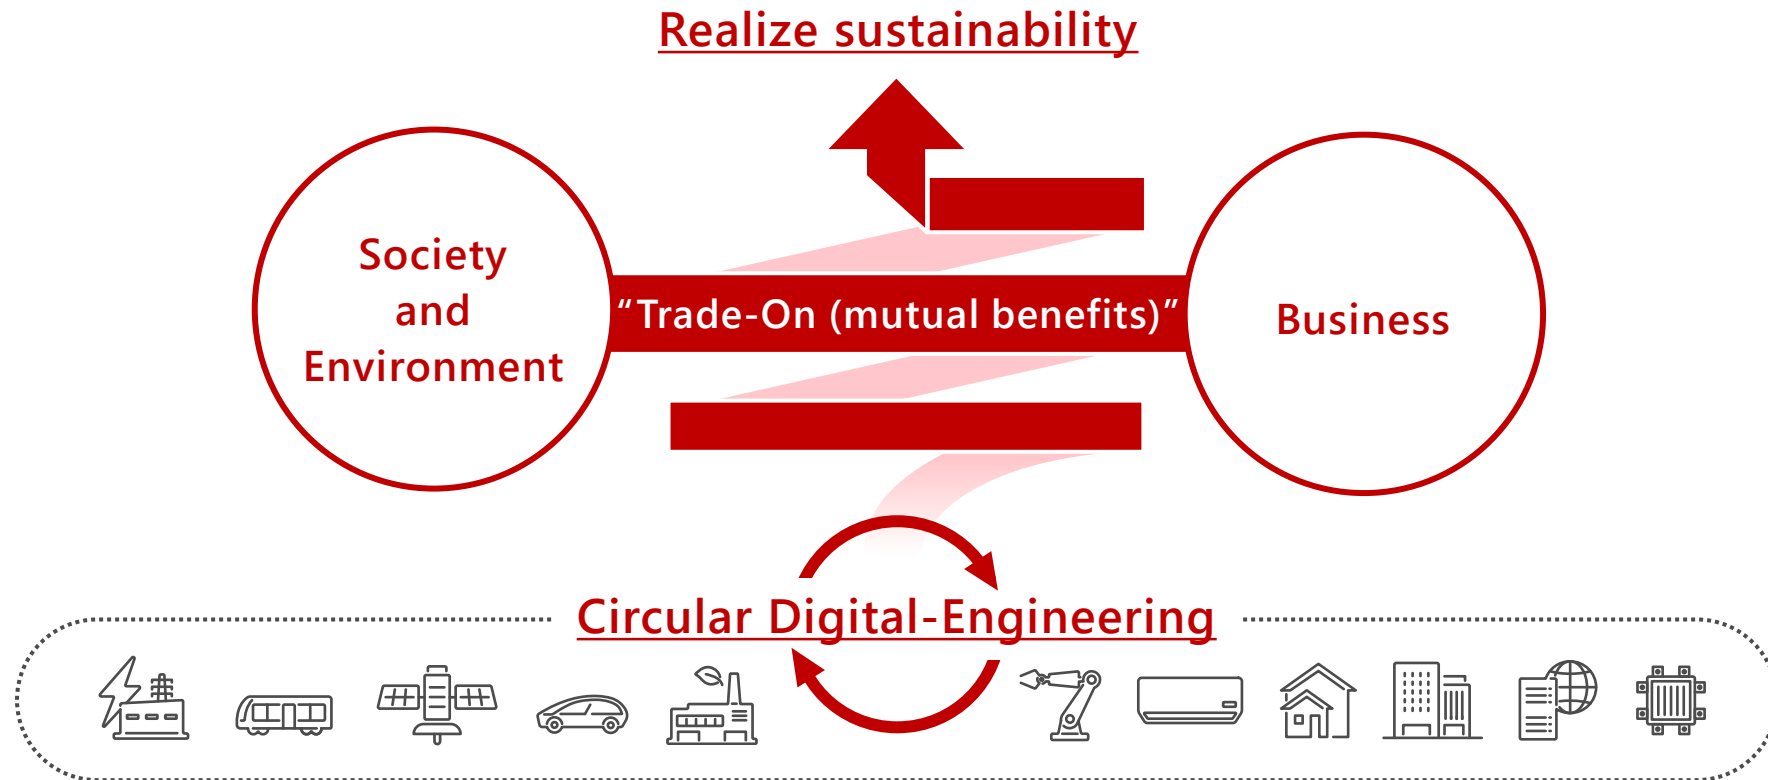 Realize sustainability
Society
and
Environment
“Trade-On (mutual benefits)”
Business
Circular Digital-Engineering